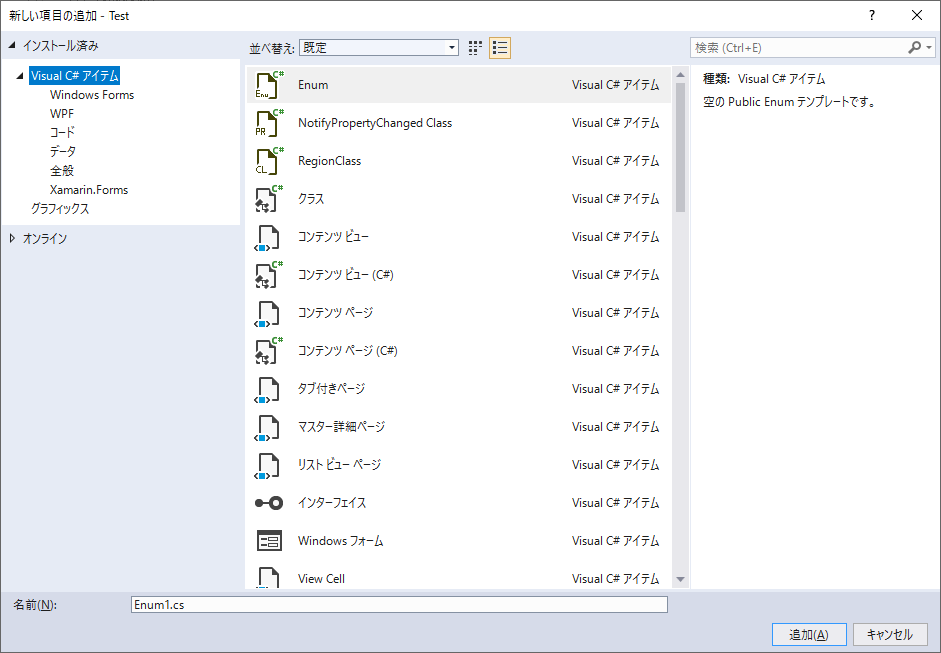 新しい項目の追加 - Test
?
インストール済み
Visual C# アイテム
Windows Forms
WPF
コード
データ
全般
Xamarin.Forms
グラフィックス
オンライン
並べ替え: 既定
検索 (Ctrl+E)
C# Enu Enum Visual C# アイテム
C# PR NotifyPropertyChanged Class Visual C# アイテム
C# CL RegionClass Visual C# アイテム
C# クラス Visual C# アイテム
コンテンツ ビュー Visual C# アイテム
C# コンテンツ ビュー (C#) Visual C# アイテム
コンテンツ ページ Visual C# アイテム
C# コンテンツ ページ (C#) Visual C# アイテム
タブ付きページ Visual C# アイテム
マスター詳細ページ Visual C# アイテム
リスト ビュー ページ Visual C# アイテム
インターフェイス Visual C# アイテム
Windows フォーム Visual C# アイテム
View Cell Visual C# アイテム
種類: Visual C# アイテム
空の Public Enum テンプレートです。
名前(N): Enum1.cs
追加(A) キャンセル